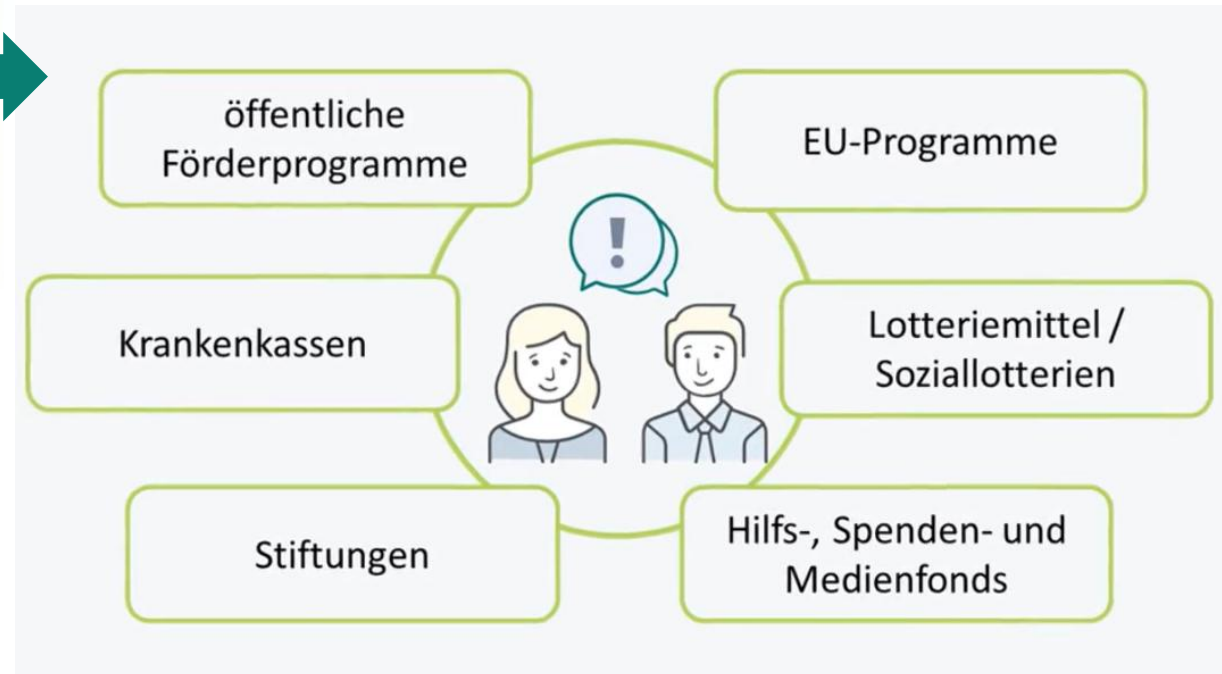 öffentliche
Förderprogramme
EU-Programme
Krankenkassen
Lotteriemittel /
Soziallotterien
Stiftungen
Hilfs-, Spenden- und
Medienfonds
!